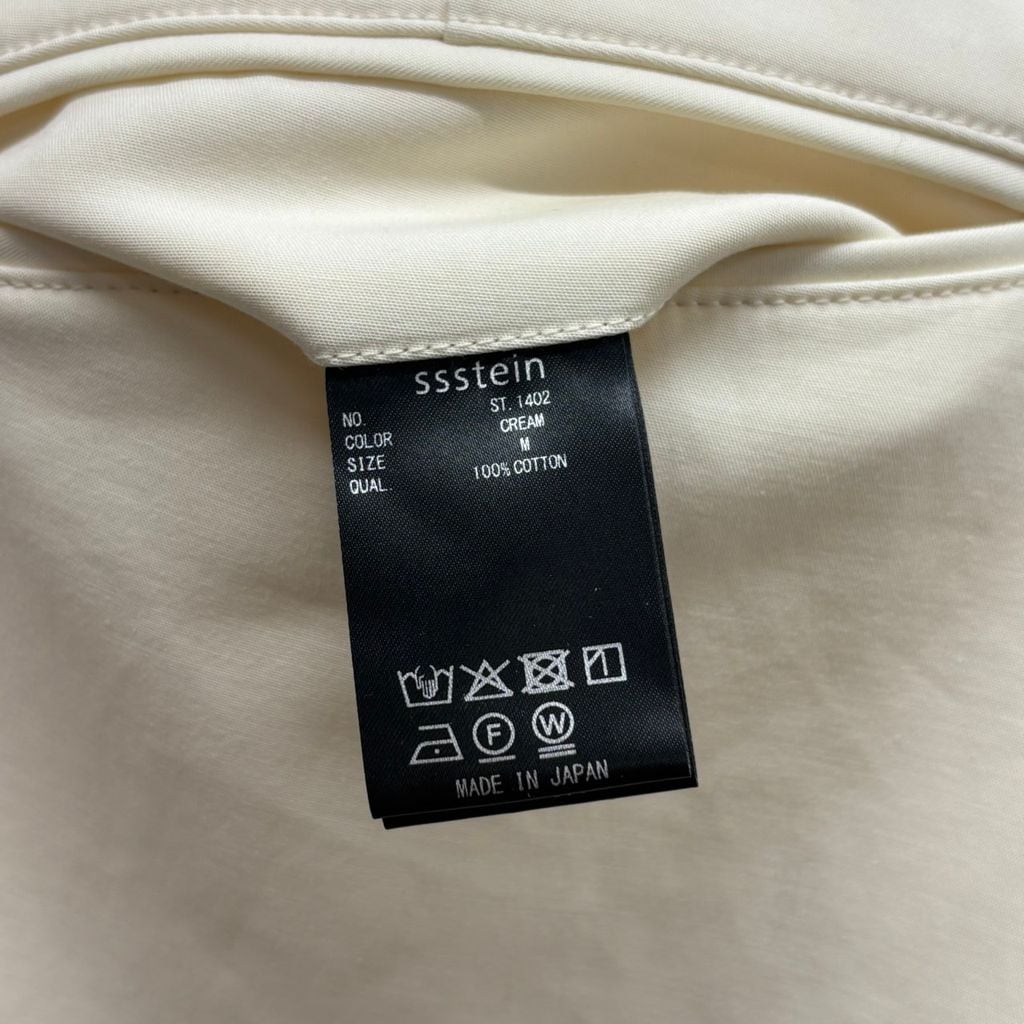 ssstein
NO. ST. 1402
COLOR CREAM
SIZE M
QUAL. 100% COTTON
F W
MADE IN JAPAN